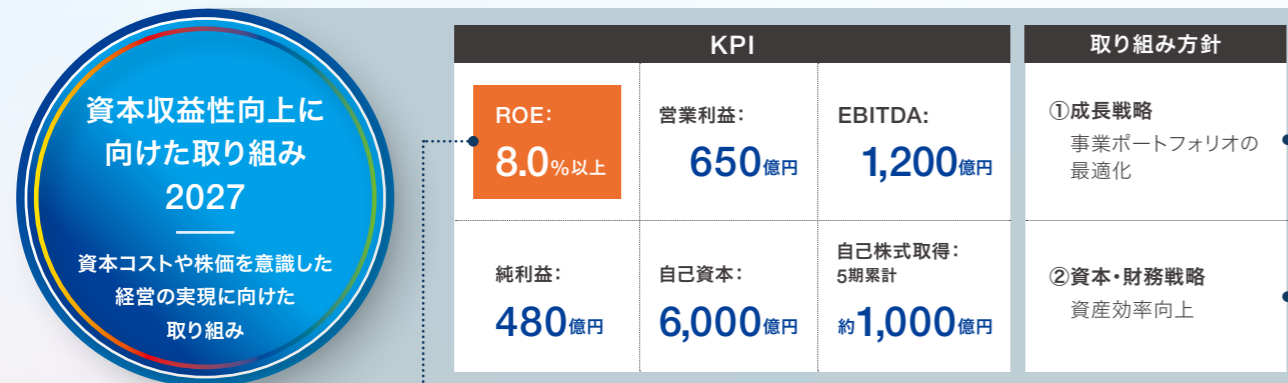 資本収益性向上に
向けた取り組み
2027
資本コストや株価を意識した
経営の実現に向けた
取り組み
KPI
ROE:
8.0%以上
営業利益:
650億円
EBITDA:
1,200億円
純利益:
480億円
自己資本:
6,000億円
自己株式取得:
5期累計
約1,000億円
取り組み方針
①成長戦略
事業ポートフォリオの
最適化
②資本・財務戦略
資産効率向上